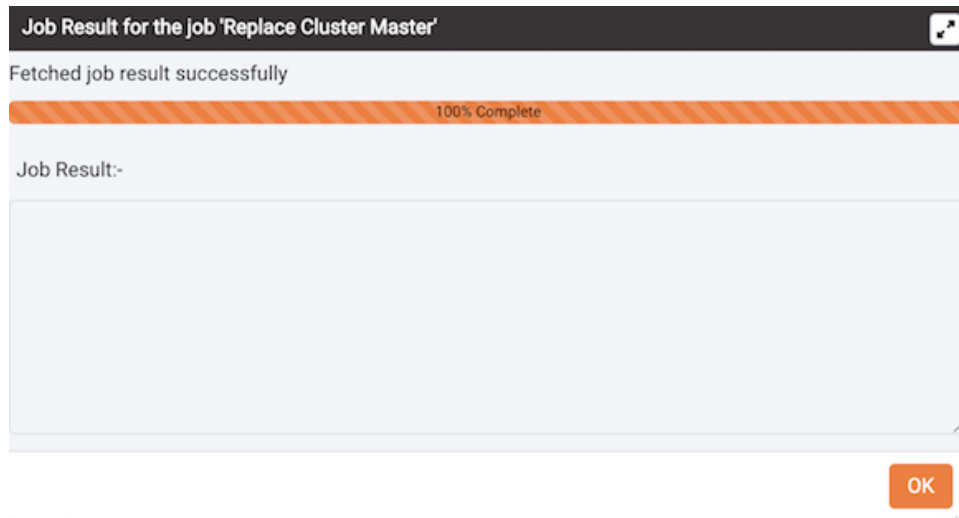 Job Result for the job 'Replace Cluster Master'
Fetched job result successfully
100% Complete
Job Result:-
OK